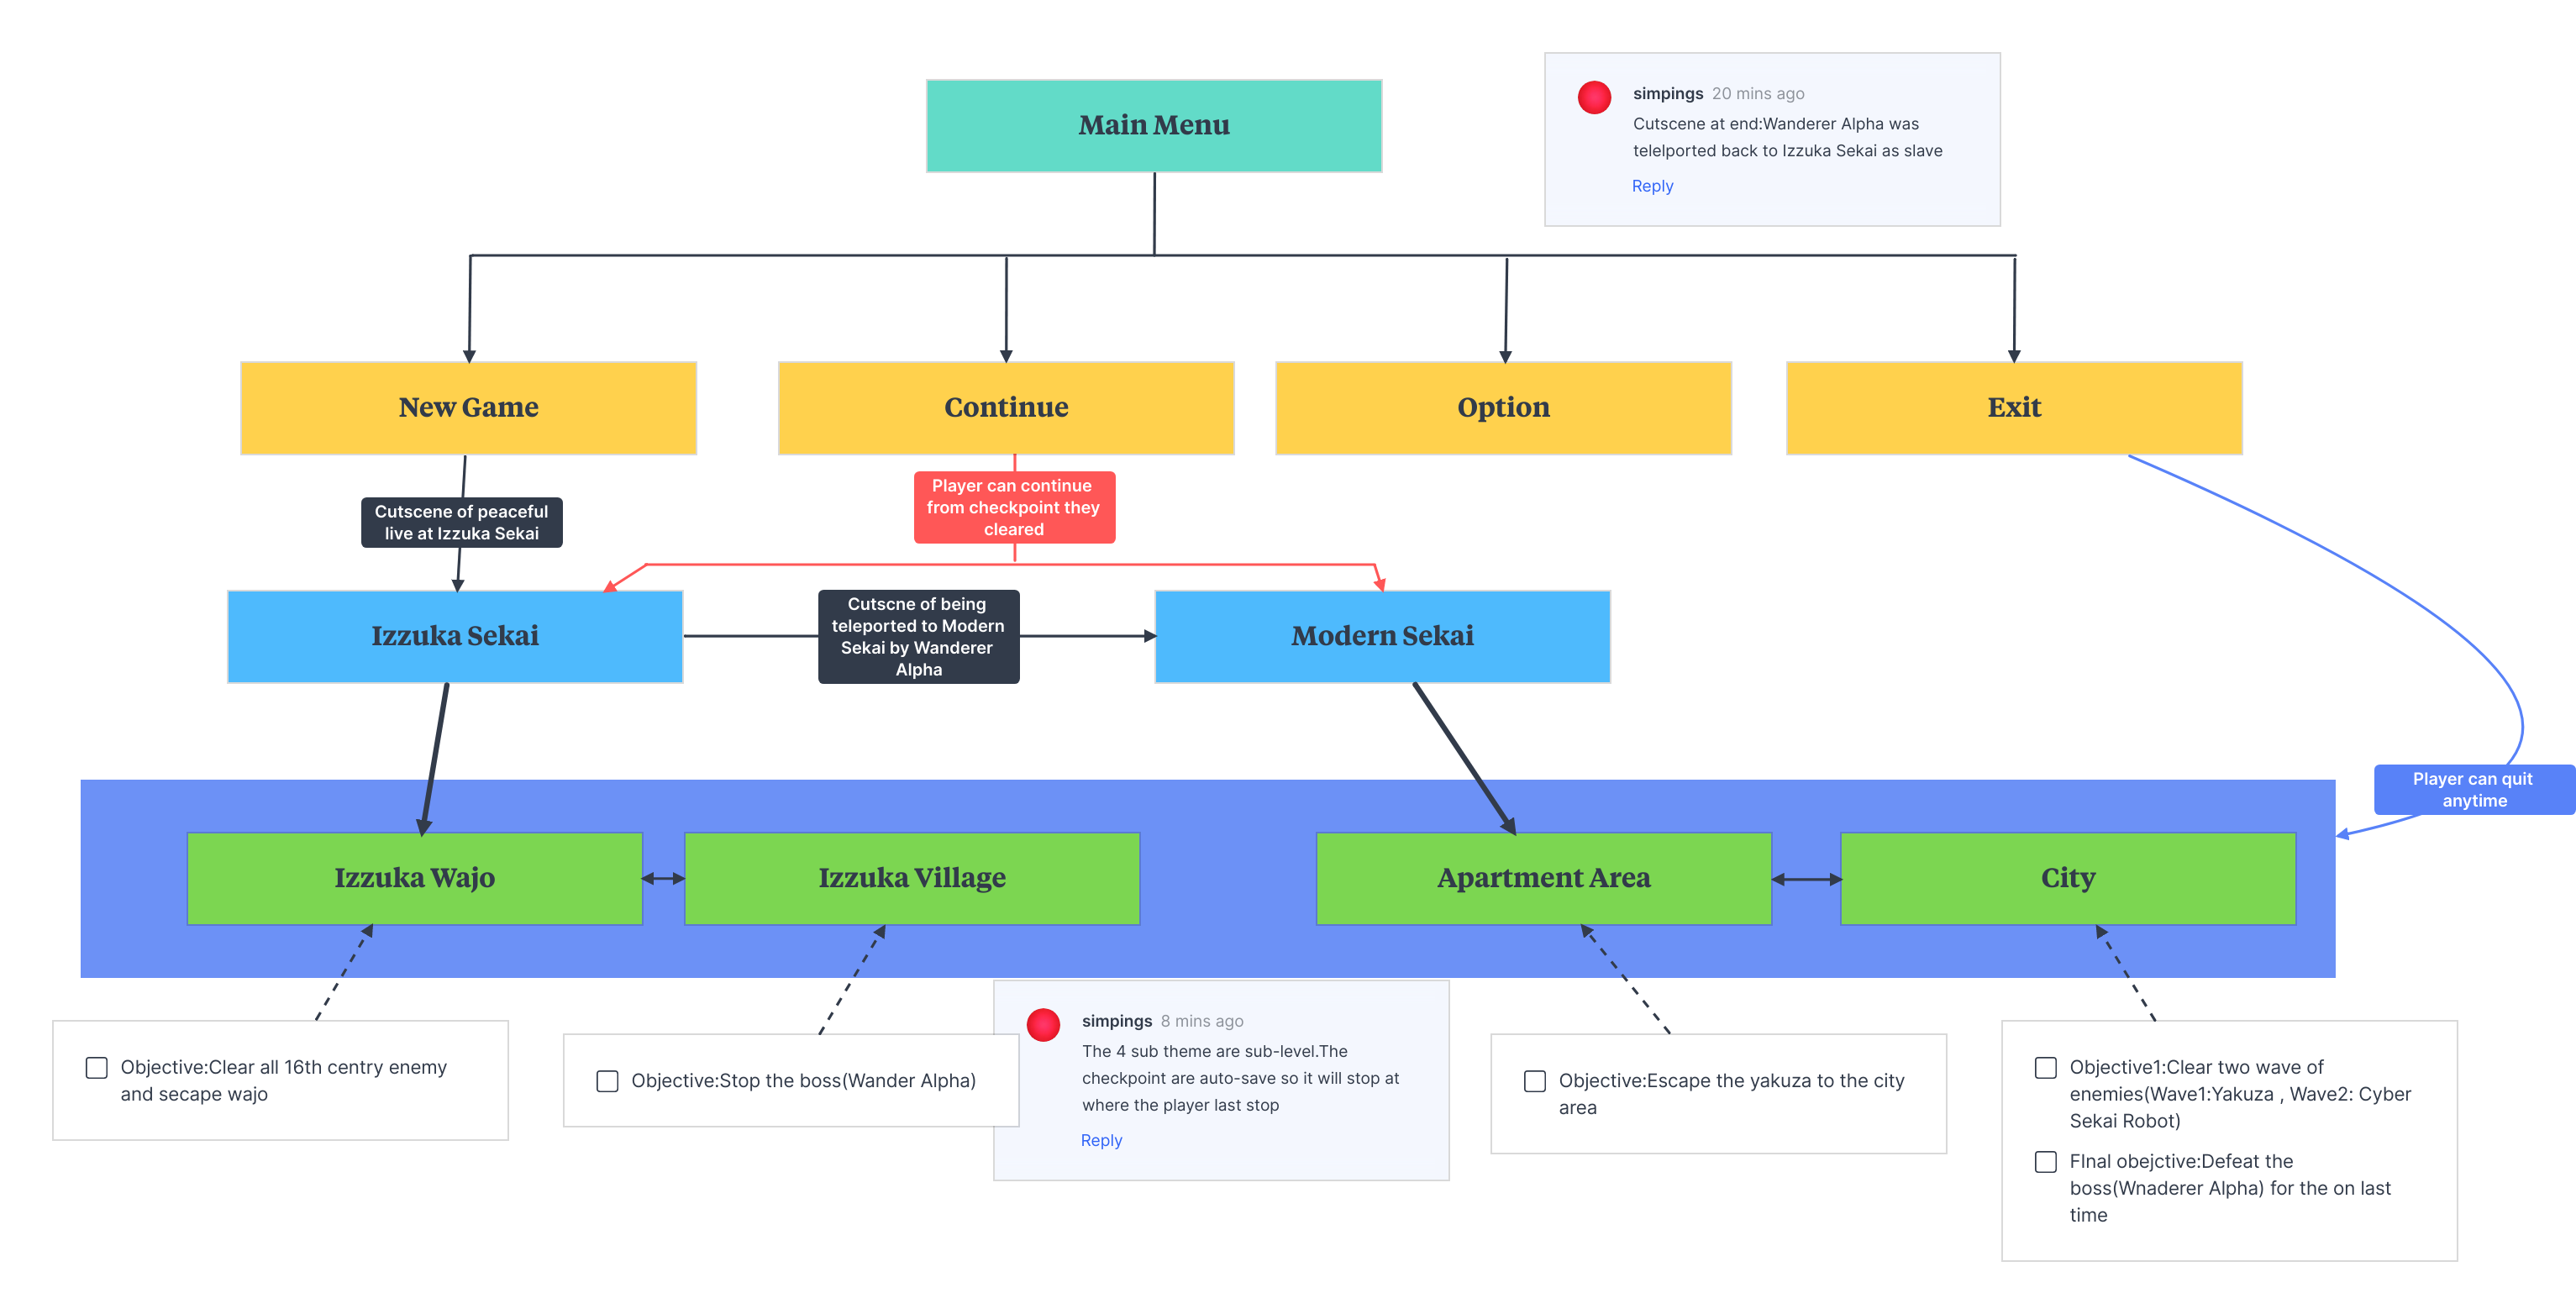 Main Menu
simpings 20 mins ago
Cutscene at end:Wanderer Alpha was
telelported back to Izzuka Sekai as slave
Reply
New Game
Continue
Option
Exit
Cutscene of peaceful
live at Izzuka Sekai
Player can continue
from checkpoint they
cleared
Izzuka Sekai
Cutscne of being
teleported to Modern
Sekai by Wanderer
Alpha
Modern Sekai
Player can quit
anytime
Izzuka Wajo
Izzuka Village
Apartment Area
City
Objective:Clear all 16th centry enemy
and secape wajo
Objective:Stop the boss(Wander Alpha)
simpings 8 mins ago
The 4 sub theme are sub-level.The
checkpoint are auto-save so it will stop at
where the player last stop
Reply
Objective:Escape the yakuza to the city
area
Objective1:Clear two wave of
enemies(Wave1:Yakuza , Wave2: Cyber
Sekai Robot)
FInal obejctive:Defeat the
boss(Wnaderer Alpha) for the on last
time